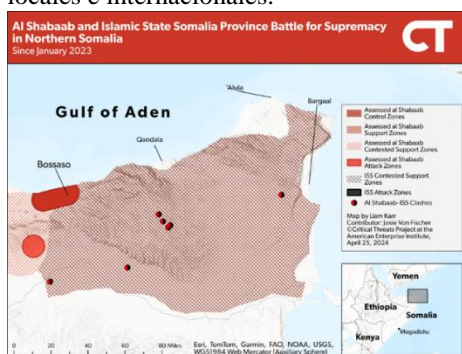 locales e internacionales.
Al Shabaab and Islamic State Somalia Province Battle for Supremacy
in Northern Somalia
Since January 2023
CT
Gulf of Aden
'Alula
Bargaal
Qandala
Bossaso
Assessed al Shabaab
Control Zones
Assessed al Shabaab
Support Zones
Assessed al Shabaab
Contested Support
Zones
Assessed al Shabaab
Attack Zones
ISS Contested Support
Zones
ISS Attack Zones
Al Shabaab-ISS Clashes
Map by Liam Karr
Contributor: Josie Von Fischer
©Critical Threats Project at the
American Enterprise Institute,
April 25, 2024
Yemen
Ethiopia
Somalia
Mogadishu
Kenya
0 20 40 80 Miles
Esri, TomTom, Garmin, FAO, NOAA, USGS,
WGS1984 Web Mercator (Auxiliary Sphere)